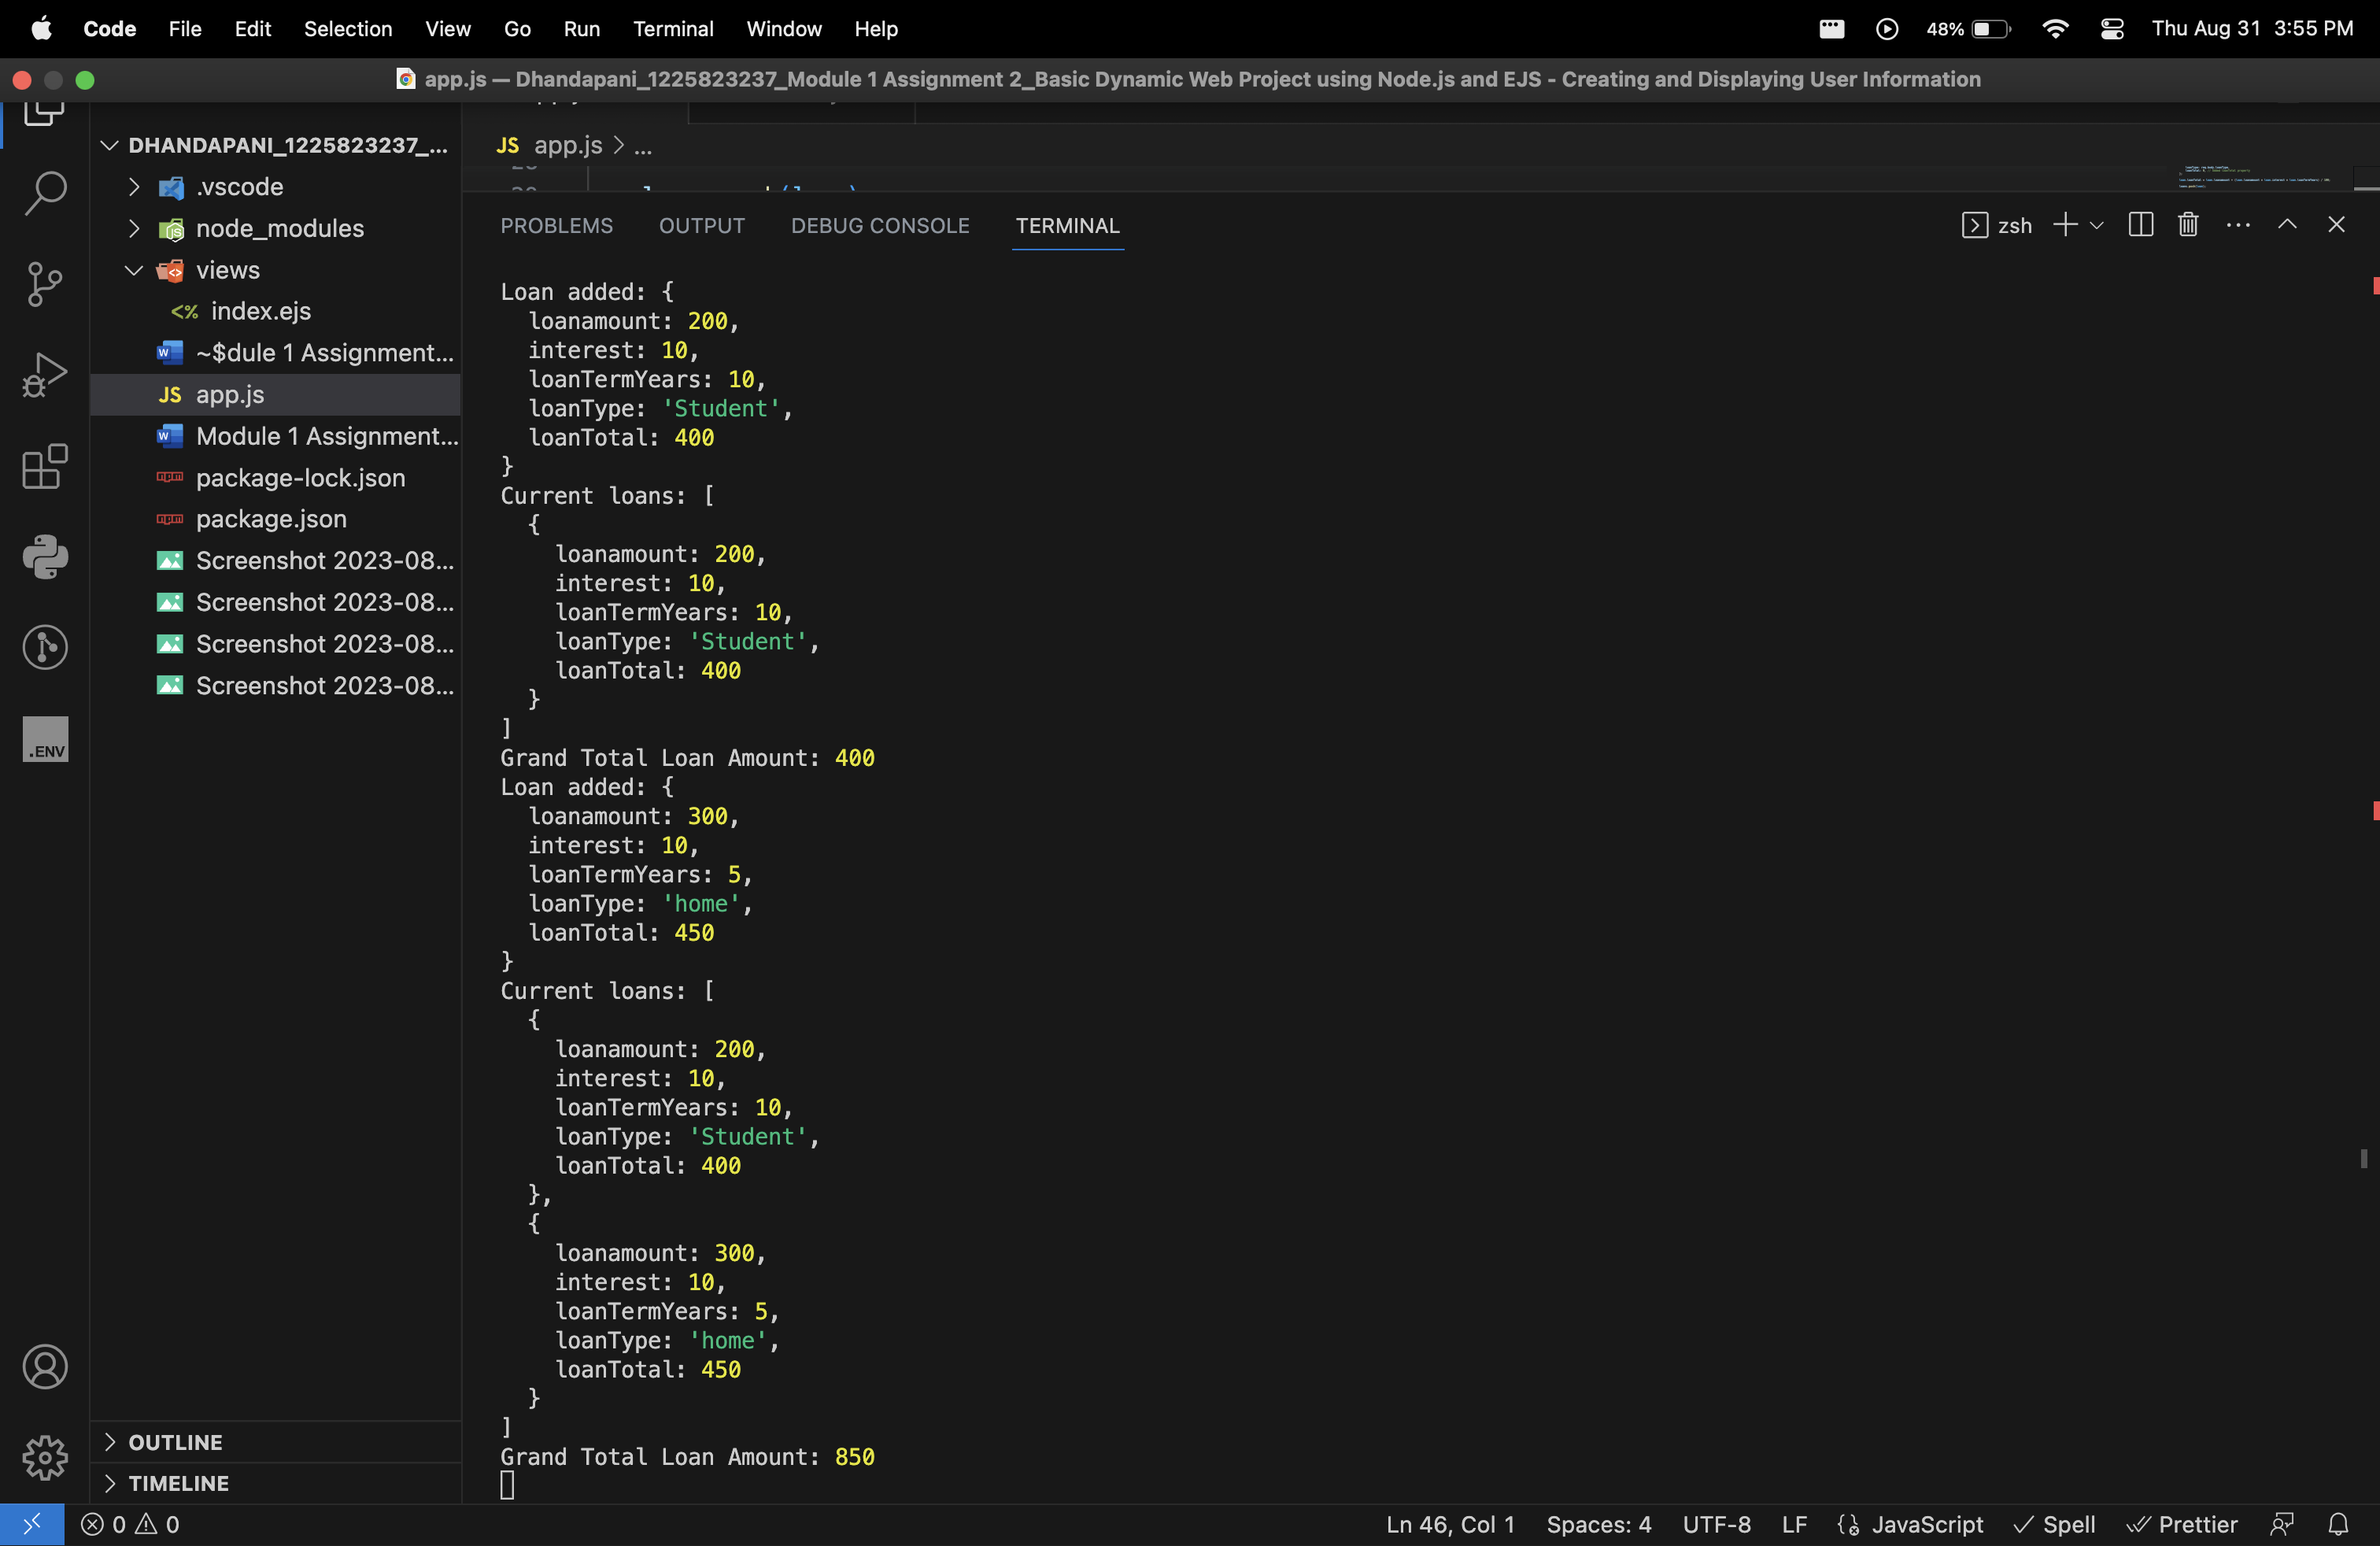 Code File Edit Selection View Go Run Terminal Window Help 48% Thu Aug 31 3:55 PM
app.js — Dhandapani_1225823237_Module 1 Assignment 2_Basic Dynamic Web Project using Node.js and EJS - Creating and Displaying User Information
DHANDAPANI_1225823237_...
.vscode
node_modules
views
<% index.ejs
~$dule 1 Assignment...
JS app.js
Module 1 Assignment...
package-lock.json
package.json
Screenshot 2023-08...
Screenshot 2023-08...
Screenshot 2023-08...
Screenshot 2023-08...
.ENV
OUTLINE
TIMELINE
JS app.js > ...
PROBLEMS OUTPUT DEBUG CONSOLE TERMINAL zsh
Loan added: {
loanamount: 200,
interest: 10,
loanTermYears: 10,
loanType: 'Student',
loanTotal: 400
}
Current loans: [
{
loanamount: 200,
interest: 10,
loanTermYears: 10,
loanType: 'Student',
loanTotal: 400
}
]
Grand Total Loan Amount: 400
Loan added: {
loanamount: 300,
interest: 10,
loanTermYears: 5,
loanType: 'home',
loanTotal: 450
}
Current loans: [
{
loanamount: 200,
interest: 10,
loanTermYears: 10,
loanType: 'Student',
loanTotal: 400
},
{
loanamount: 300,
interest: 10,
loanTermYears: 5,
loanType: 'home',
loanTotal: 450
}
]
Grand Total Loan Amount: 850
0 0 Ln 46, Col 1 Spaces: 4 UTF-8 LF JavaScript Spell Prettier